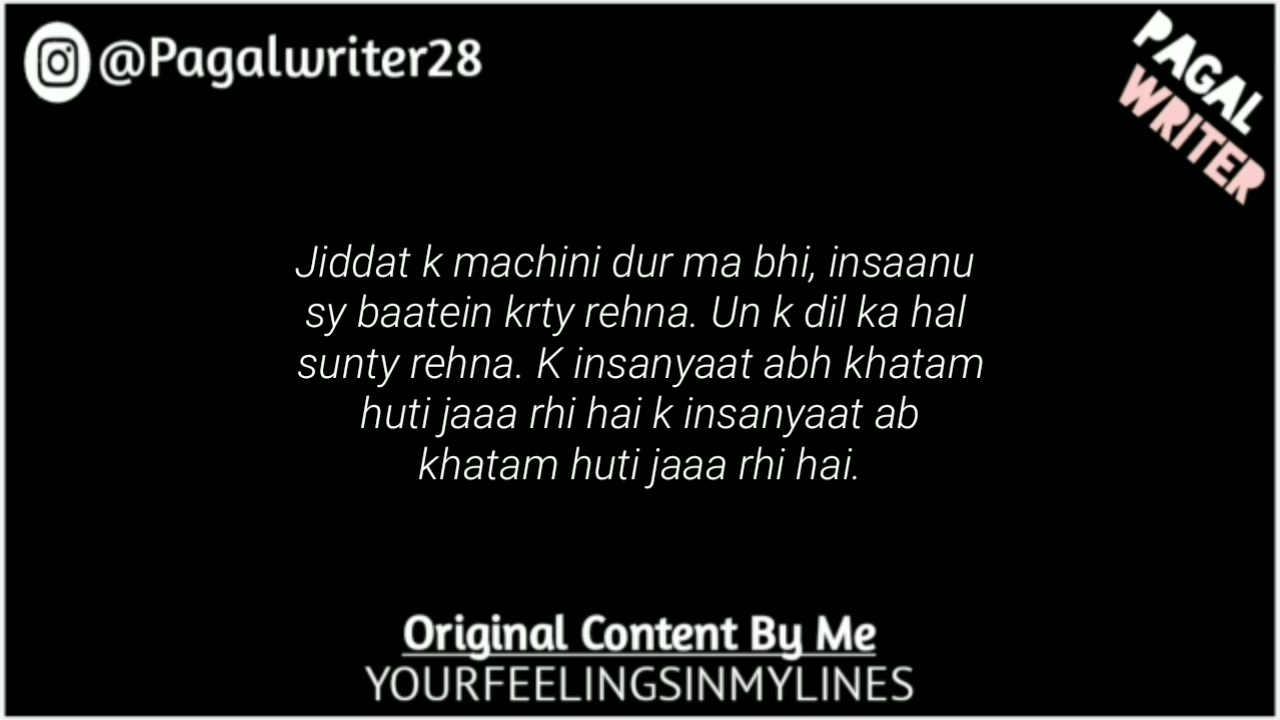 @Pagalwriter28
PAGAL
WRITER
Jiddat k machini dur ma bhi, insaanu
sy baatein krty rehna. Un k dil ka hal
sunty rehna. K insanyaat abh khatam
huti jaaa rhi hai k insanyaat ab
khatam huti jaaa rhi hai.
Original Content By Me
YOURFEELINGSINMYLINES